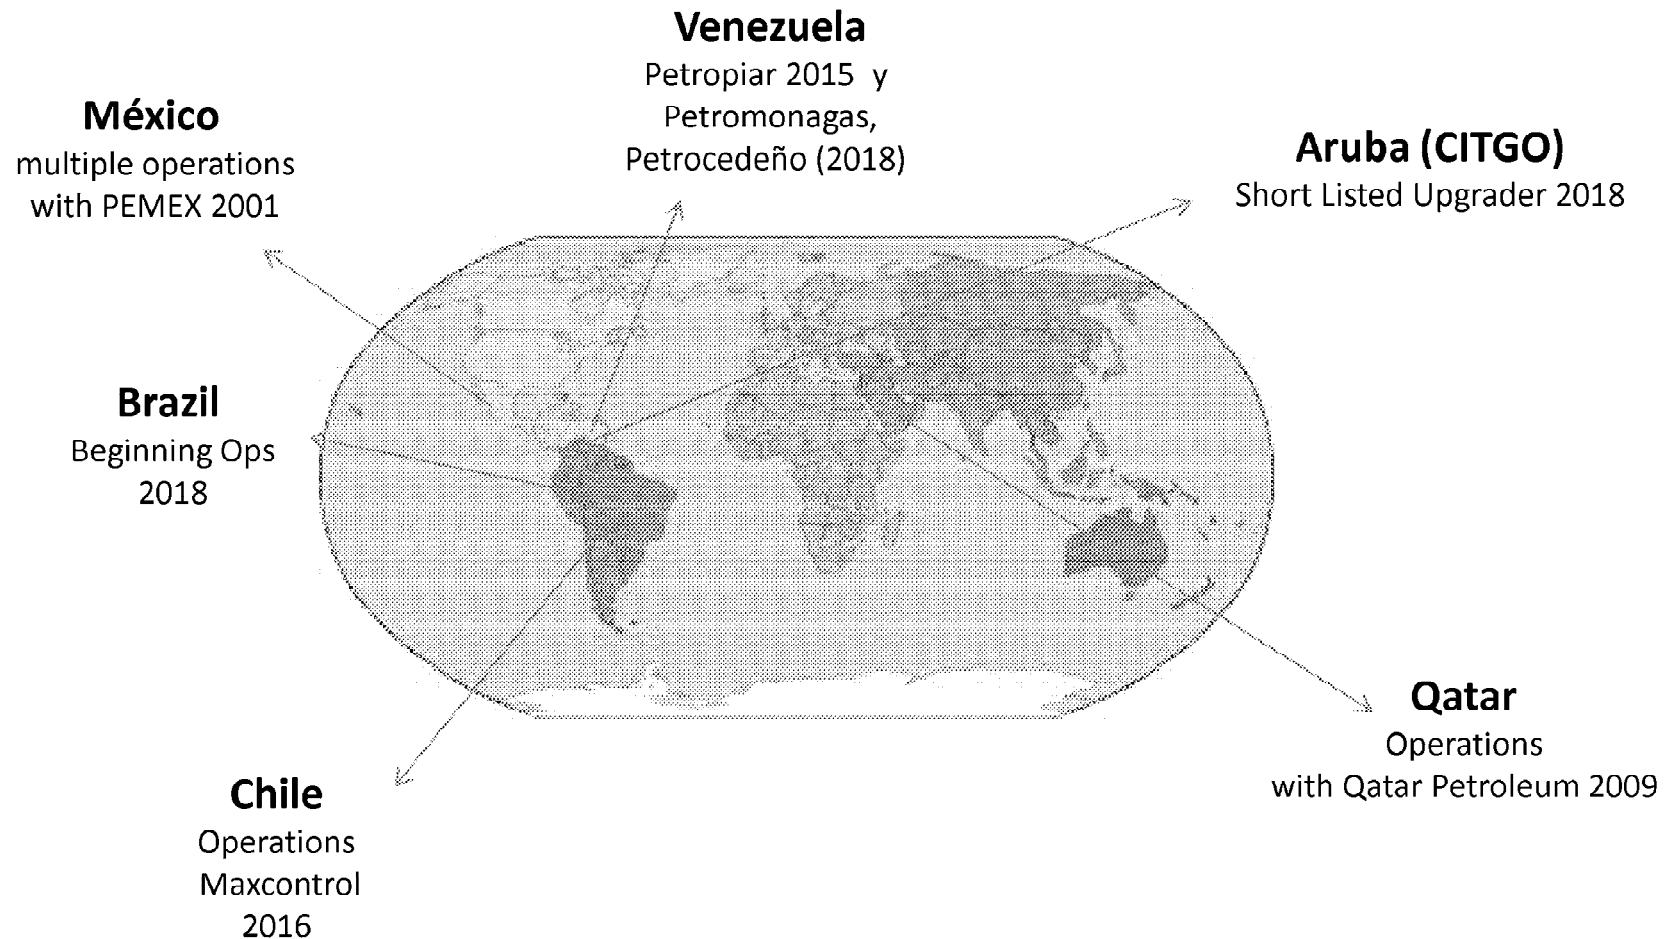 Venezuela
Petropiar 2015 y
Petromonagas,
Petrocedeño (2018)
México
multiple operations
with PEMEX 2001
Aruba (CITGO)
Short Listed Upgrader 2018
Brazil
Beginning Ops
2018
Qatar
Operations
with Qatar Petroleum 2009
Chile
Operations
Maxcontrol
2016